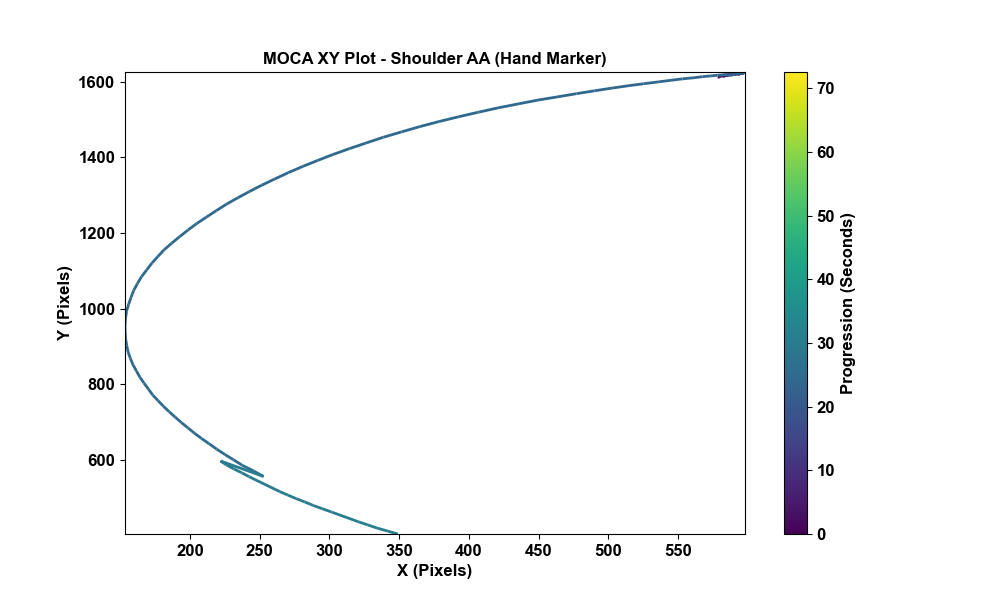 MOCA XY Plot - Shoulder AA (Hand Marker)
1600
1400
1200
1000
800
600
Y (Pixels)
200 250 300 350 400 450 500 550
X (Pixels)
70
60
50
40
30
20
10
0
Progression (Seconds)